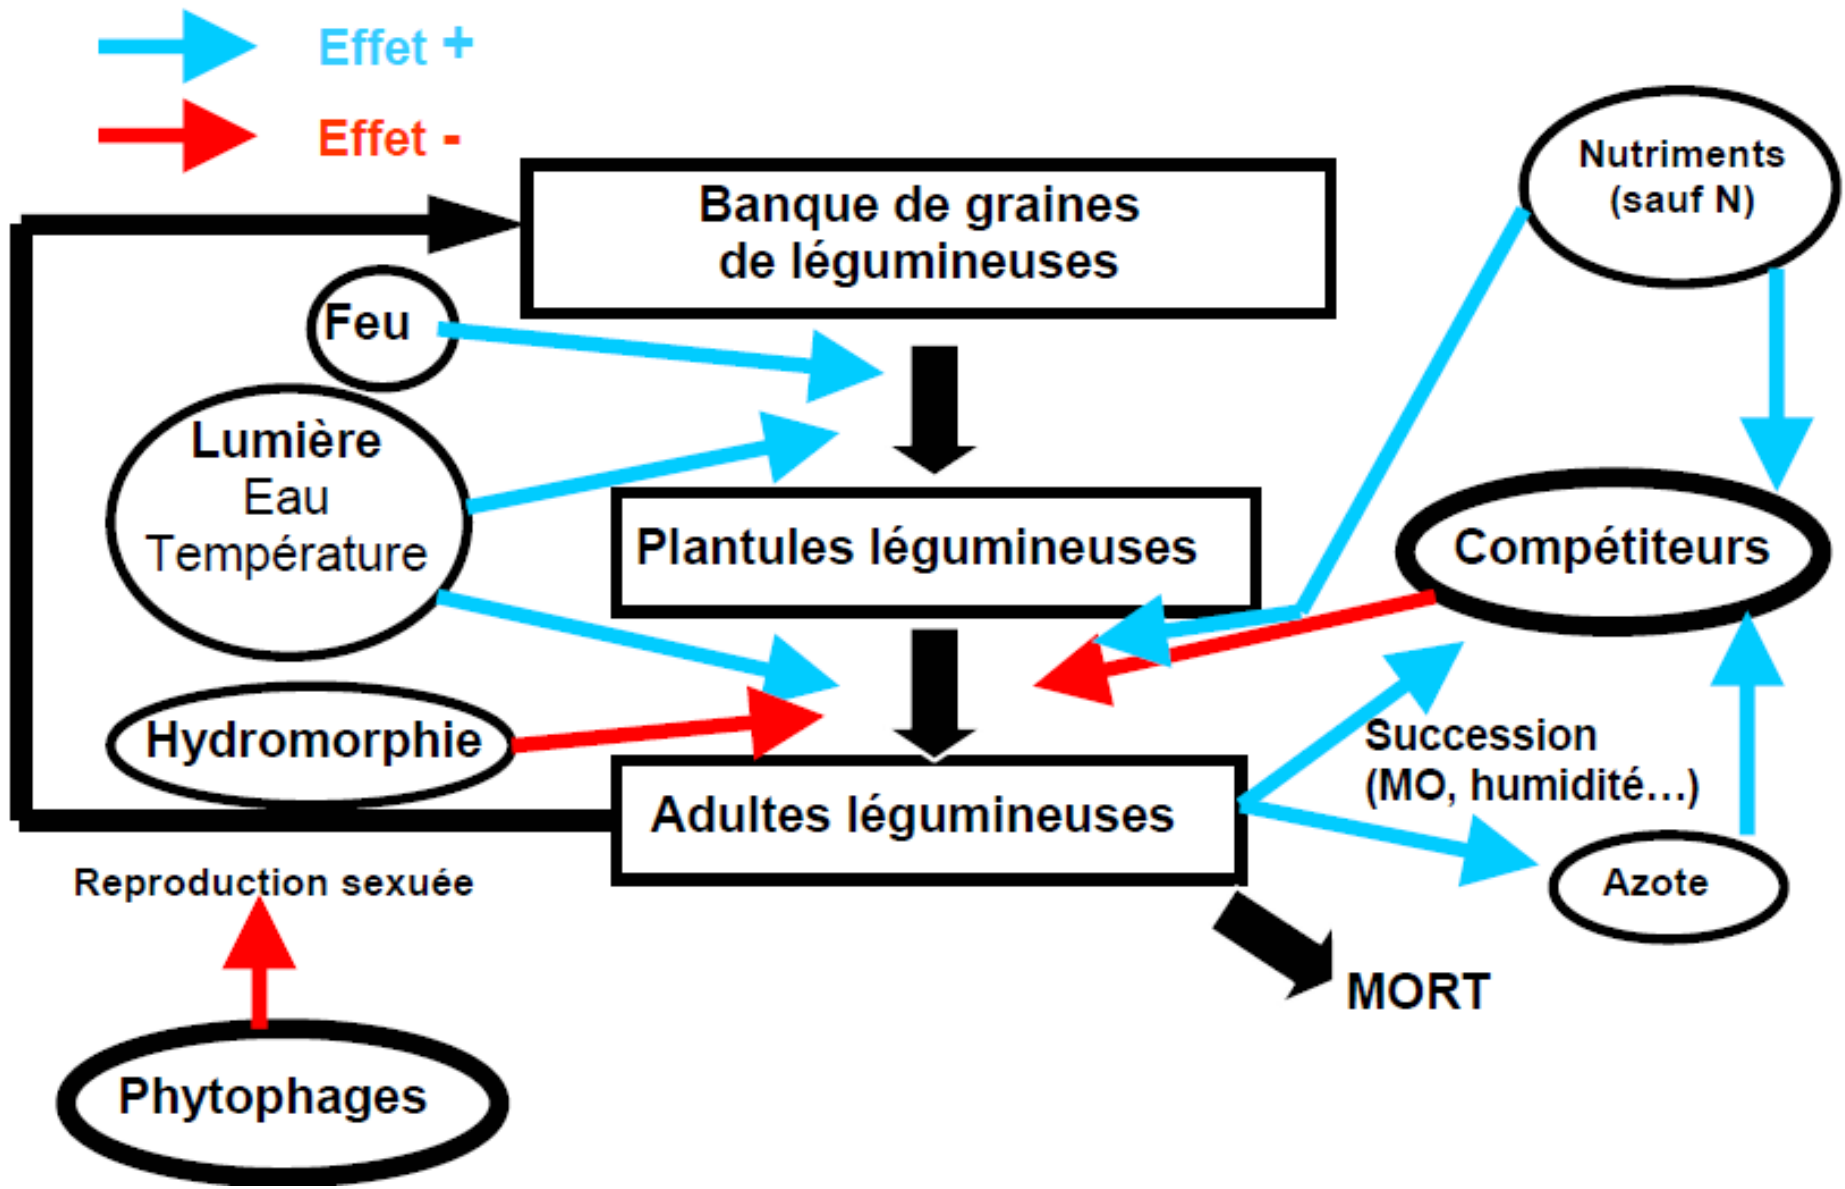 Effet +
Effet -
Banque de graines
de légumineuses
Nutriments
(sauf N)
Feu
Lumière
Eau
Température
Plantules légumineuses
Compétiteurs
Hydromorphie
Succession
(MO, humidité...)
Adultes légumineuses
Reproduction sexuée
Azote
MORT
Phytophages